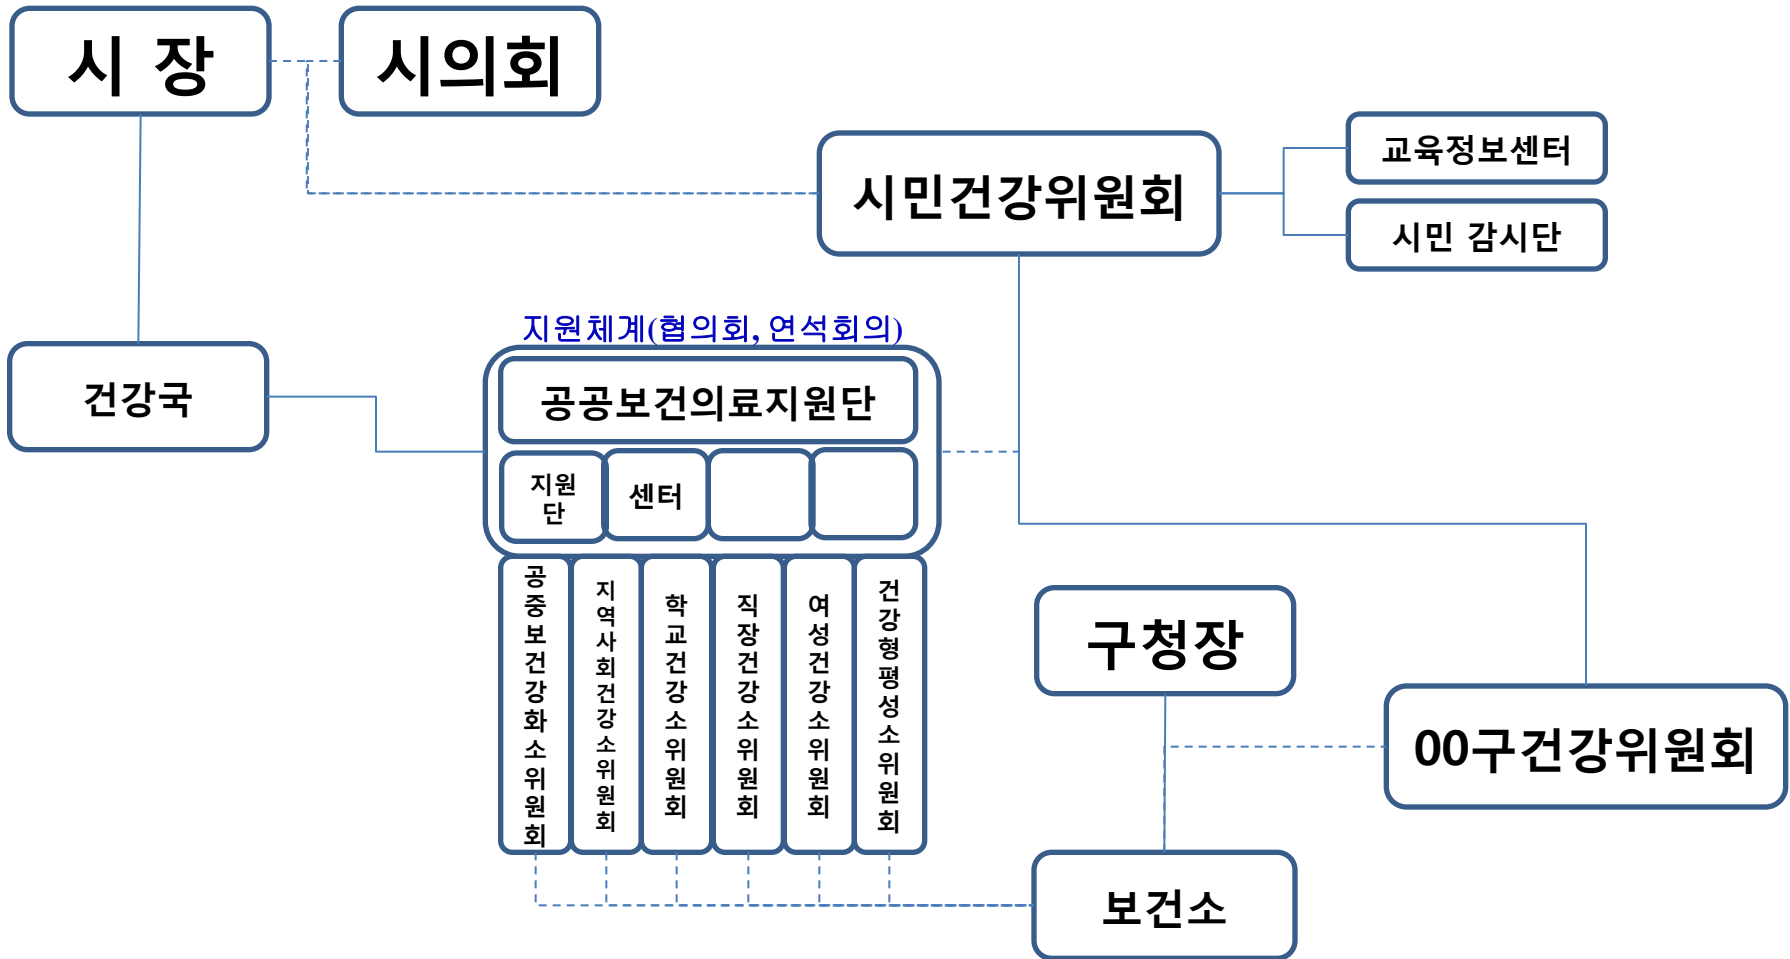 시 장
시의회
시민건강위원회
교육정보센터
시민 감시단
지원체계(협의회, 연석회의)
건강국
공공보건의료지원단
지원
단
센터
공중보건강화소위원회
지역사회건강소위원회
학교건강소위원회
직장건강소위원회
여성건강소위원회
건강형평성소위원회
구청장
00구건강위원회
보건소